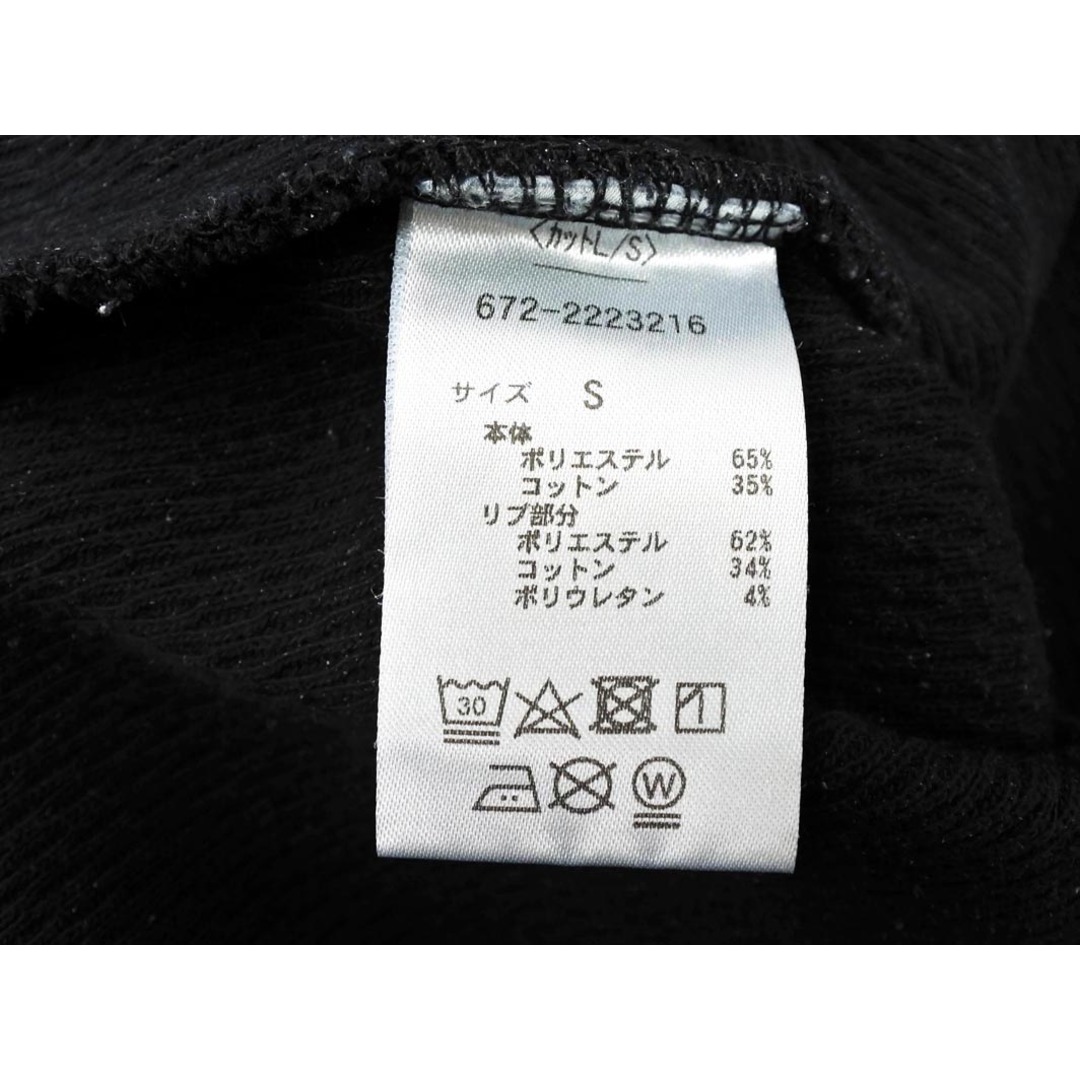 〈カットL/S〉
672-2223216
サイズ S
本体
ポリエステル 65%
コットン 35%
リブ部分
ポリエステル 62%
コットン 34%
ポリウレタン 4%
30
W